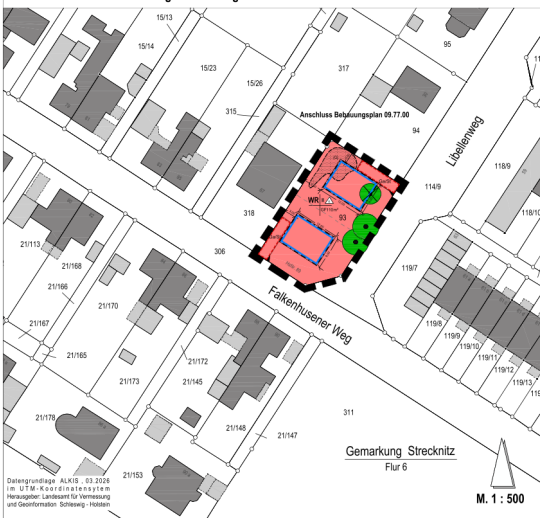 15/13
15/14
15/23
15/26
315
317
95
94
Anschluss Bebauungsplan 09.77.00
Libellenweg
118/9
118/10
114/9
WR
II
93
318
306
119/7
119/8
119/9
119/10
119/11
119/12
119/13
Falkenhusener Weg
21/113
21/168
21/166
21/170
21/167
21/165
21/172
21/173
21/145
21/178
21/148
21/147
21/153
311
Gemarkung Strecknitz
Flur 6
M. 1 : 500
Datengrundlage ALKIS , 03.2026
im UTM-Koordinatensytem
Herausgeber: Landesamt für Vermessung
und Geoinformation Schleswig - Holstein